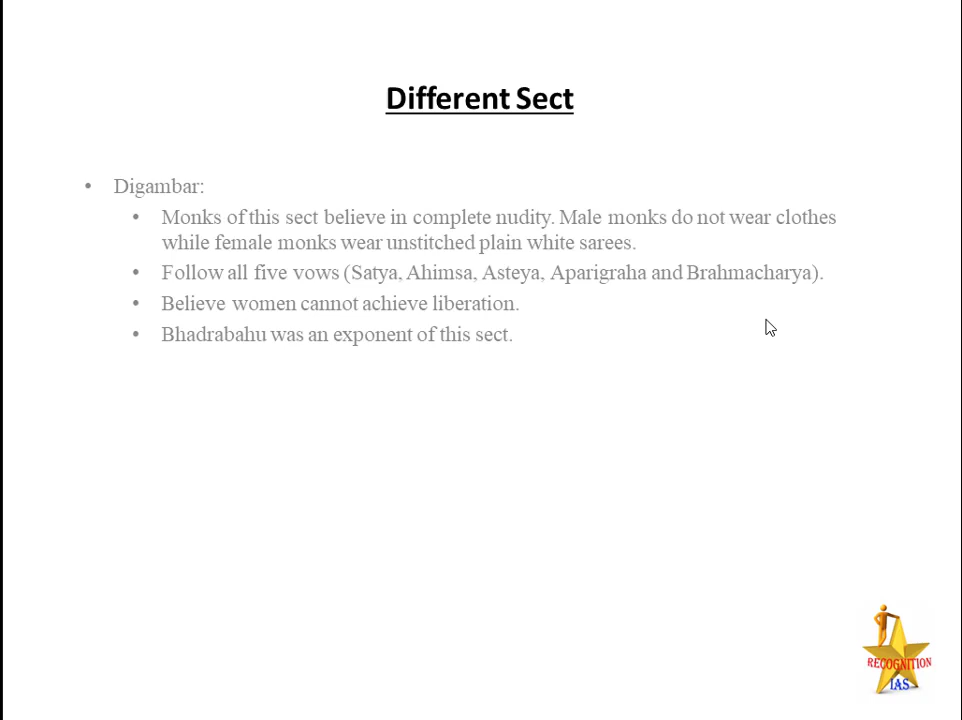 Different Sect
• Digambar:
• Monks of this sect believe in complete nudity. Male monks do not wear clothes
while female monks wear unstitched plain white sarees.
• Follow all five vows (Satya, Ahimsa, Asteya, Aparigraha and Brahmacharya).
• Believe women cannot achieve liberation.
• Bhadrabahu was an exponent of this sect.
RECOGNITION
IAS